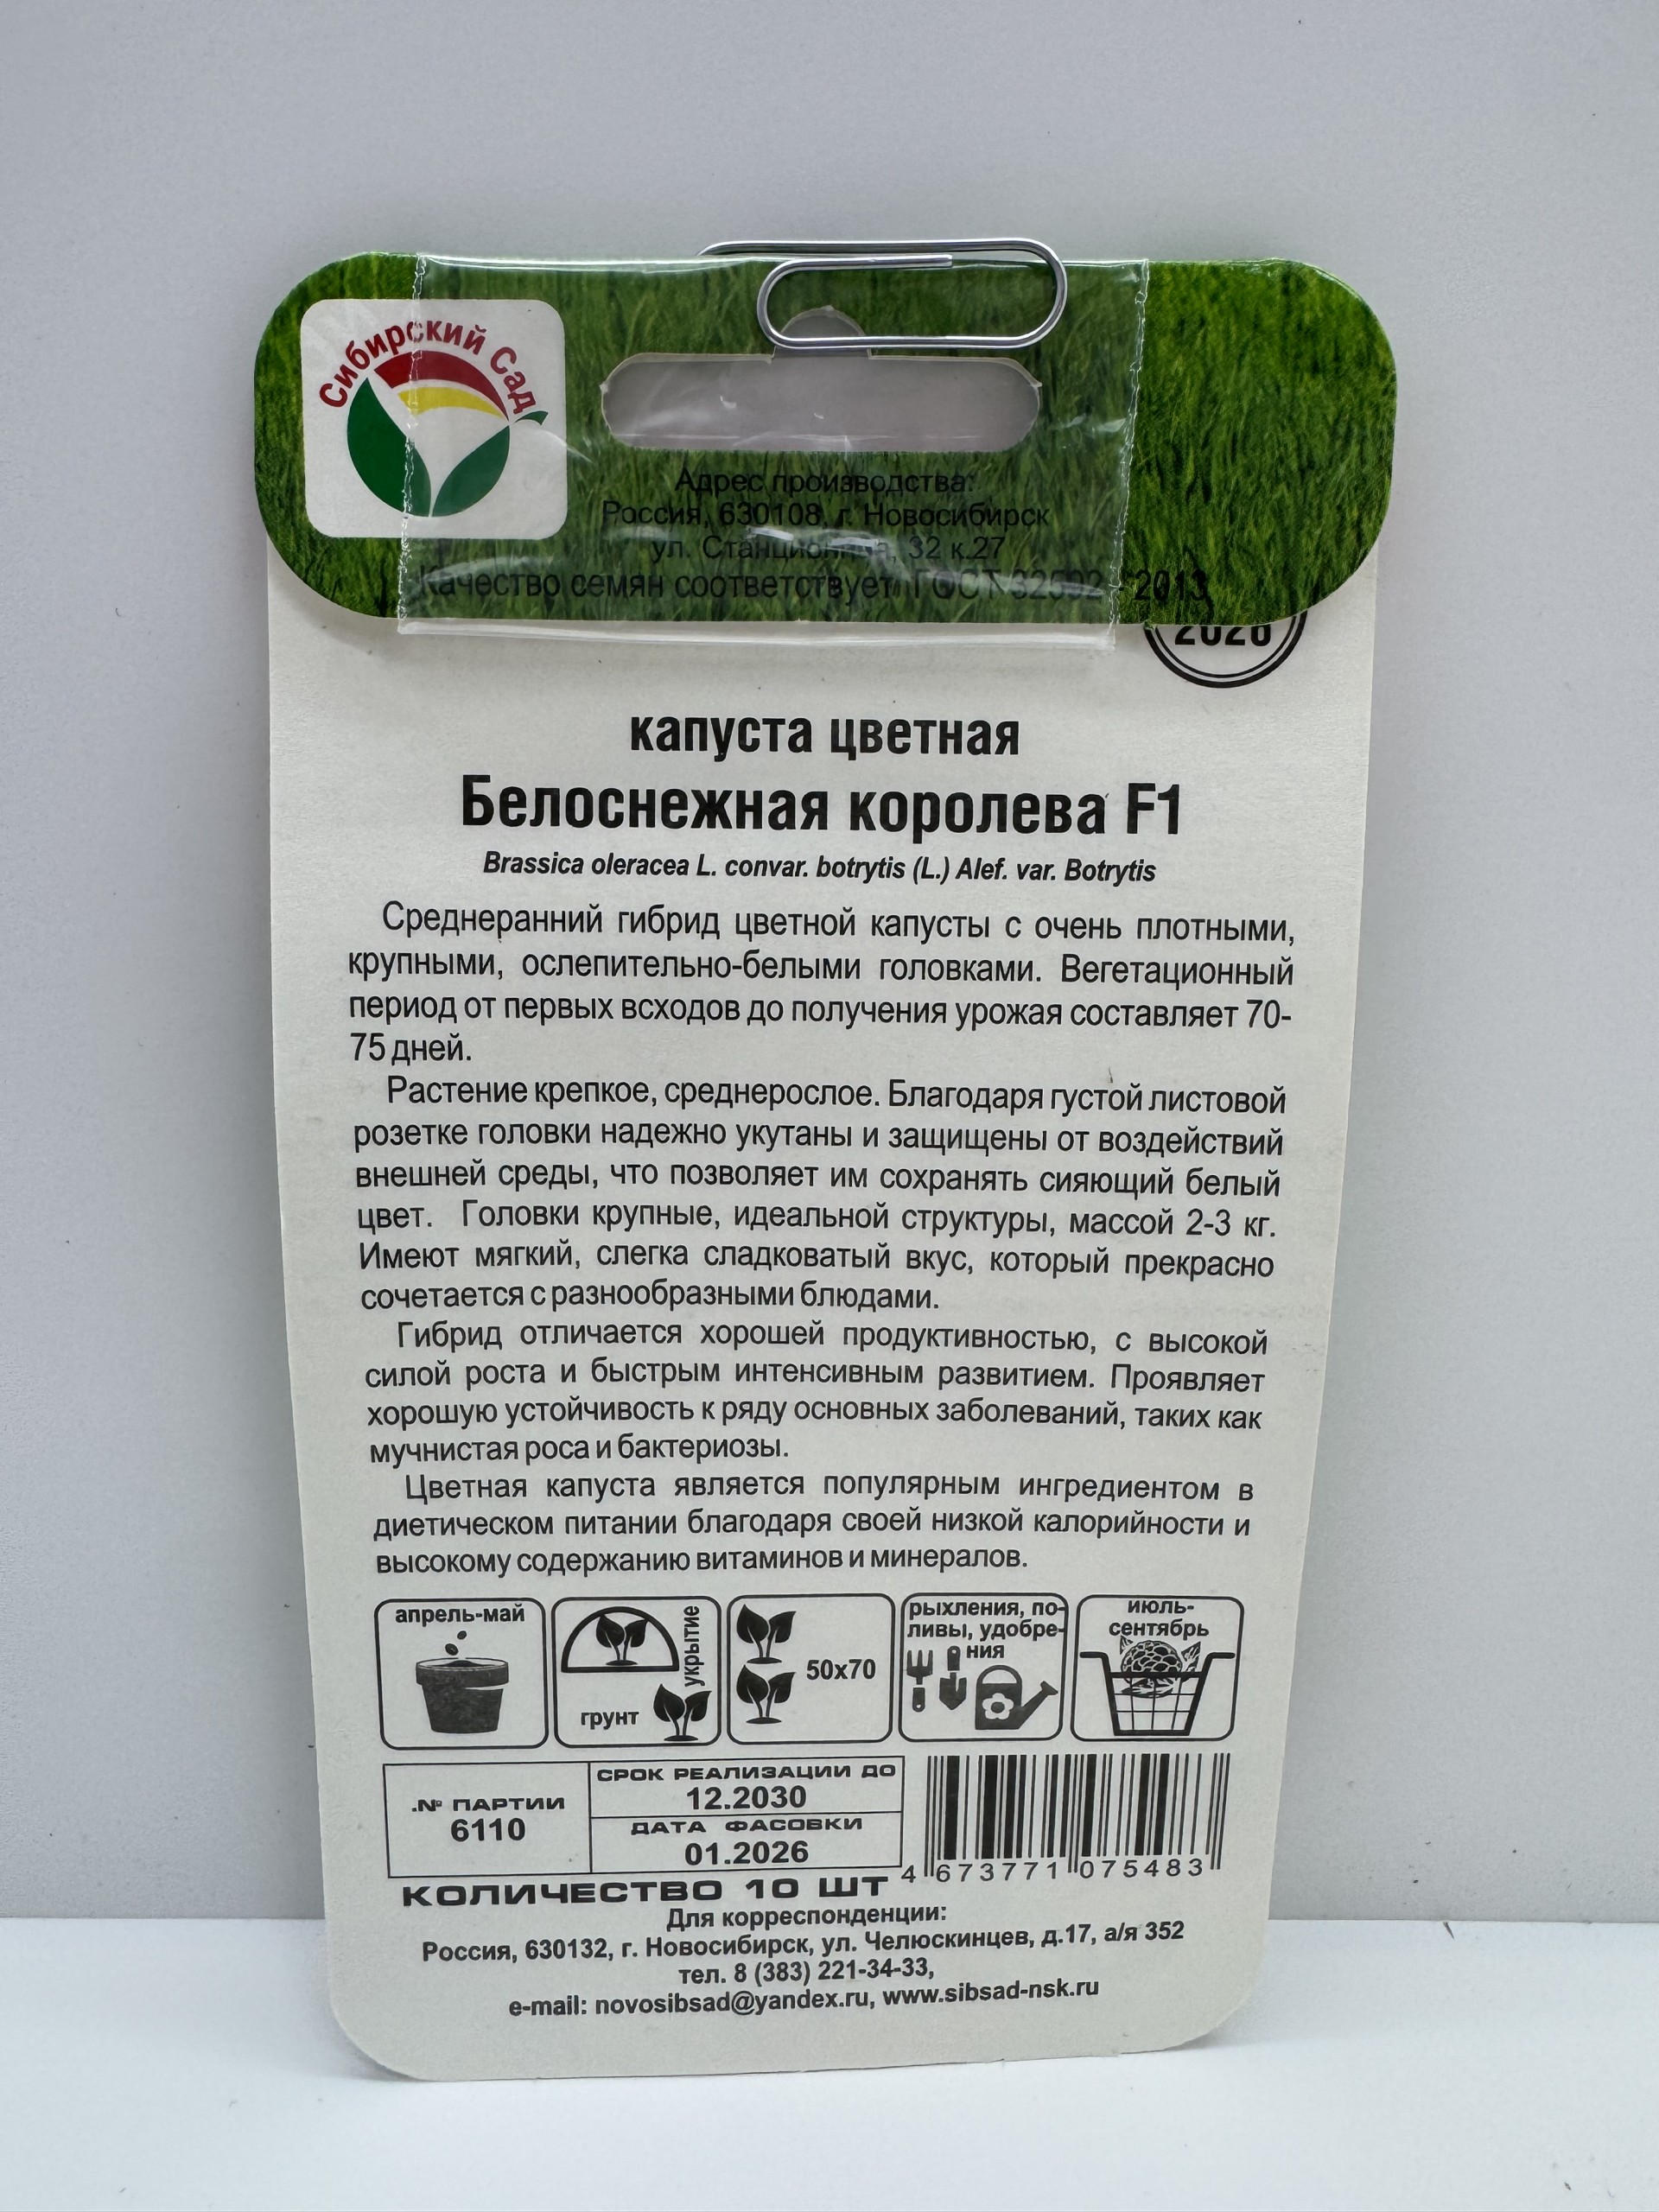 Сибирский Сад
Адрес производства:
Россия, 630108, г. Новосибирск
ул. Станционная, 32 к.27
Качество семян соответствует ГОСТ 32592 - 2013
2026
капуста цветная
Белоснежная королева F1
Brassica oleracea L. convar. botrytis (L.) Alef. var. Botrytis
Среднеранний гибрид цветной капусты с очень плотными,
крупными, ослепительно-белыми головками. Вегетационный
период от первых всходов до получения урожая составляет 70-
75 дней.
Растение крепкое, среднерослое. Благодаря густой листовой
розетке головки надежно укутаны и защищены от воздействий
внешней среды, что позволяет им сохранять сияющий белый
цвет. Головки крупные, идеальной структуры, массой 2-3 кг.
Имеют мягкий, слегка сладковатый вкус, который прекрасно
сочетается с разнообразными блюдами.
Гибрид отличается хорошей продуктивностью, с высокой
силой роста и быстрым интенсивным развитием. Проявляет
хорошую устойчивость к ряду основных заболеваний, таких как
мучнистая роса и бактериозы.
Цветная капуста является популярным ингредиентом в
диетическом питании благодаря своей низкой калорийности и
высокому содержанию витаминов и минералов.
апрель-май
укрытие
грунт
50х70
рыхления, по-
ливы, удобре-
ния
июль-
сентябрь
.№ ПАРТИИ
6110
СРОК РЕАЛИЗАЦИИ ДО
12.2030
ДАТА ФАСОВКИ
01.2026
4 673771 075483
КОЛИЧЕСТВО 10 ШТ
Для корреспонденции:
Россия, 630132, г. Новосибирск, ул. Челюскинцев, д.17, а/я 352
тел. 8 (383) 221-34-33,
e-mail: novosibsad@yandex.ru, www.sibsad-nsk.ru